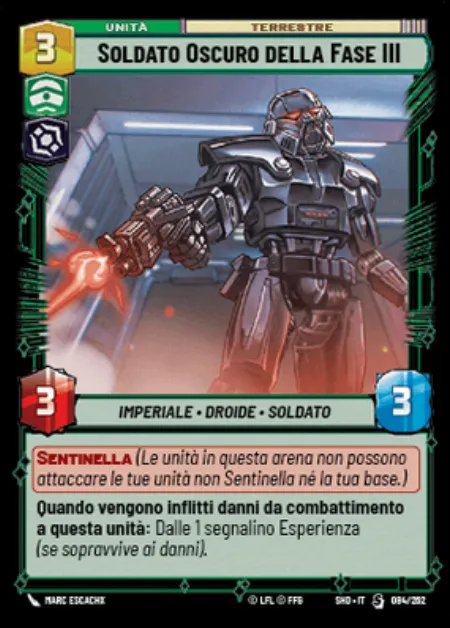 UNITÀ
TERRESTRE
3
SOLDATO OSCURO DELLA FASE III
3
IMPERIALE • DROIDE • SOLDATO
3
SENTINELLA (Le unità in questa arena non possono
attaccare le tue unità non Sentinella né la tua base.)
Quando vengono inflitti danni da combattimento
a questa unità: Dalle 1 segnalino Esperienza
(se sopravvive ai danni).
MARC ESCACHX
© LFL Ⓟ FFG
SHD • IT
084/262